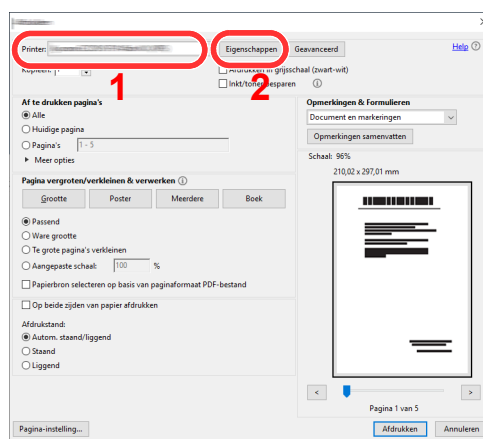 Printer:
Eigenschappen
Geavanceerd
Help
Kopieën: 1
Afdrukken in grijsschaal (zwart-wit)
Inkt/toner besparen
1
2
Af te drukken pagina's
Alle
Huidige pagina
Pagina's
1 - 5
Meer opties
Pagina vergroten/verkleinen & verwerken
Grootte
Poster
Meerdere
Boek
Passend
Ware grootte
Te grote pagina's verkleinen
Aangepaste schaal:
100
%
Papierbron selecteren op basis van paginaformaat PDF-bestand
Op beide zijden van papier afdrukken
Afdrukstand:
Autom. staand/liggend
Staand
Liggend
Opmerkingen & Formulieren
Document en markeringen
Opmerkingen samenvatten
Schaal: 96%
210,02 x 297,01 mm
<
>
Pagina 1 van 5
Pagina-instelling...
Afdrukken
Annuleren